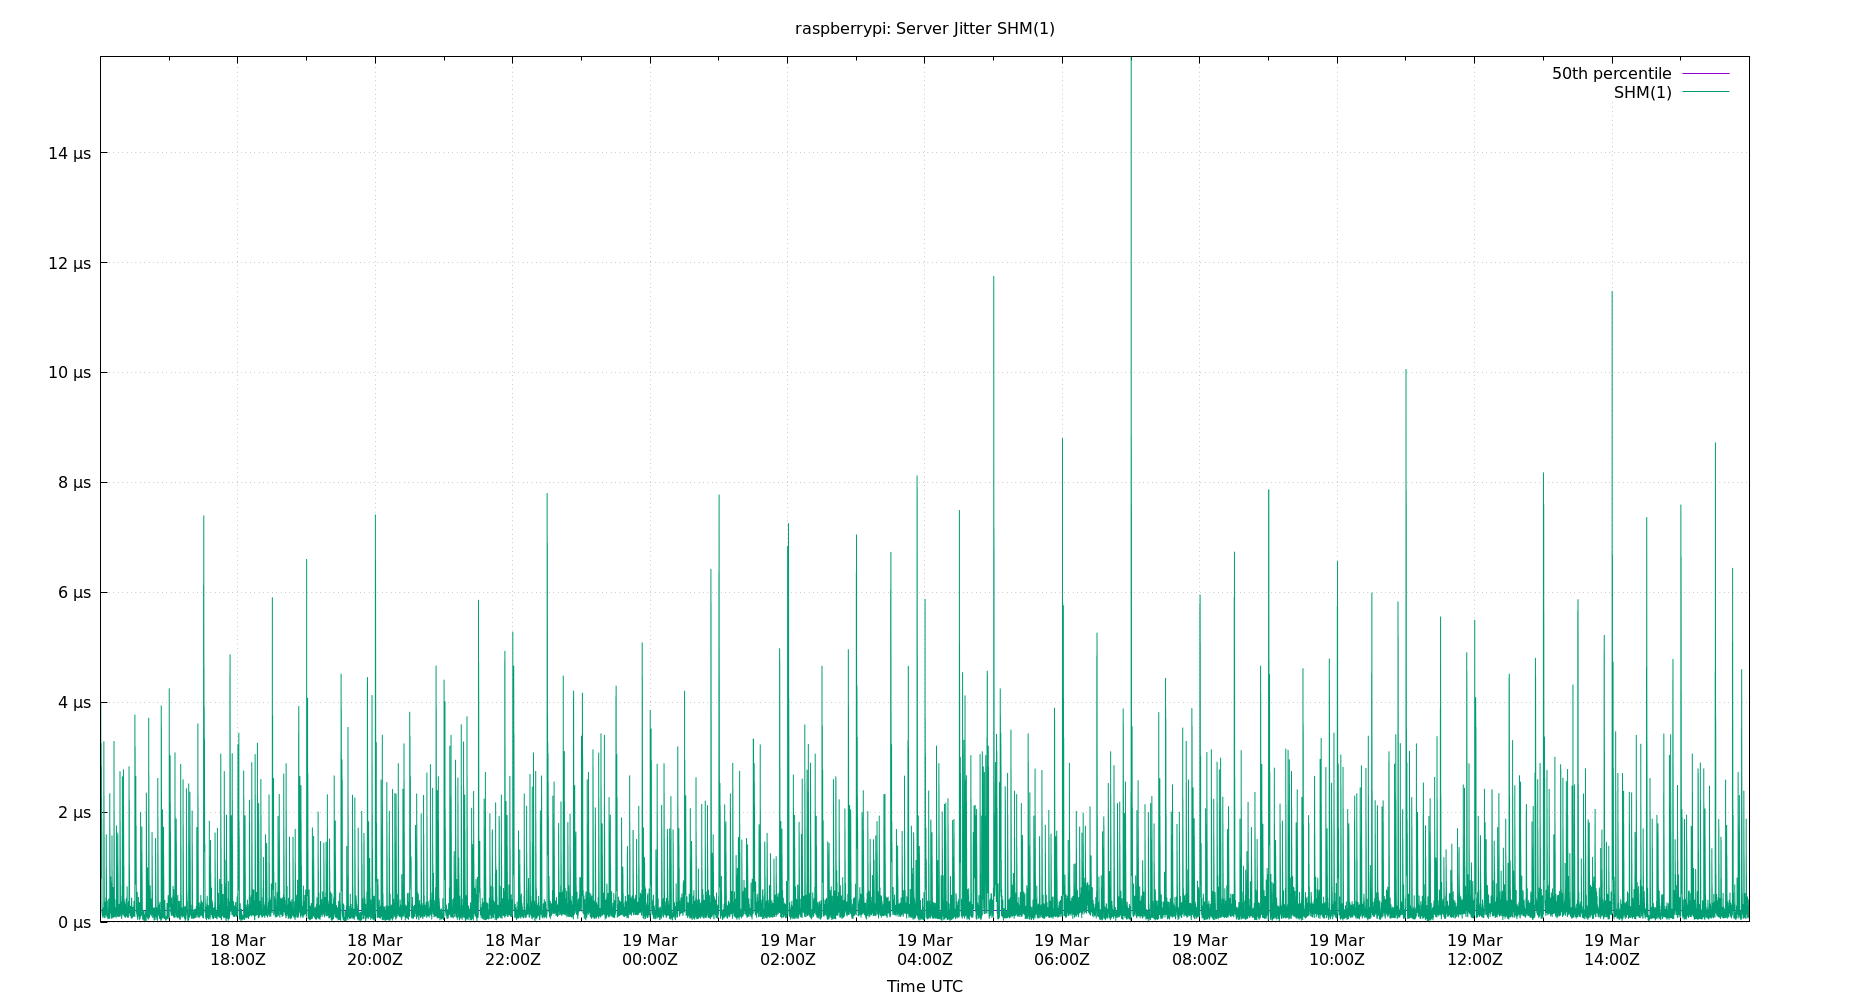 raspberrypi: Server Jitter SHM(1)
50th percentile
SHM(1)
14 µs
12 µs
10 µs
8 µs
6 µs
4 µs
2 µs
0 µs
18 Mar 18 Mar 18 Mar 19 Mar 19 Mar 19 Mar 19 Mar 19 Mar 19 Mar 19 Mar 19 Mar
18:00Z 20:00Z 22:00Z 00:00Z 02:00Z 04:00Z 06:00Z 08:00Z 10:00Z 12:00Z 14:00Z
Time UTC